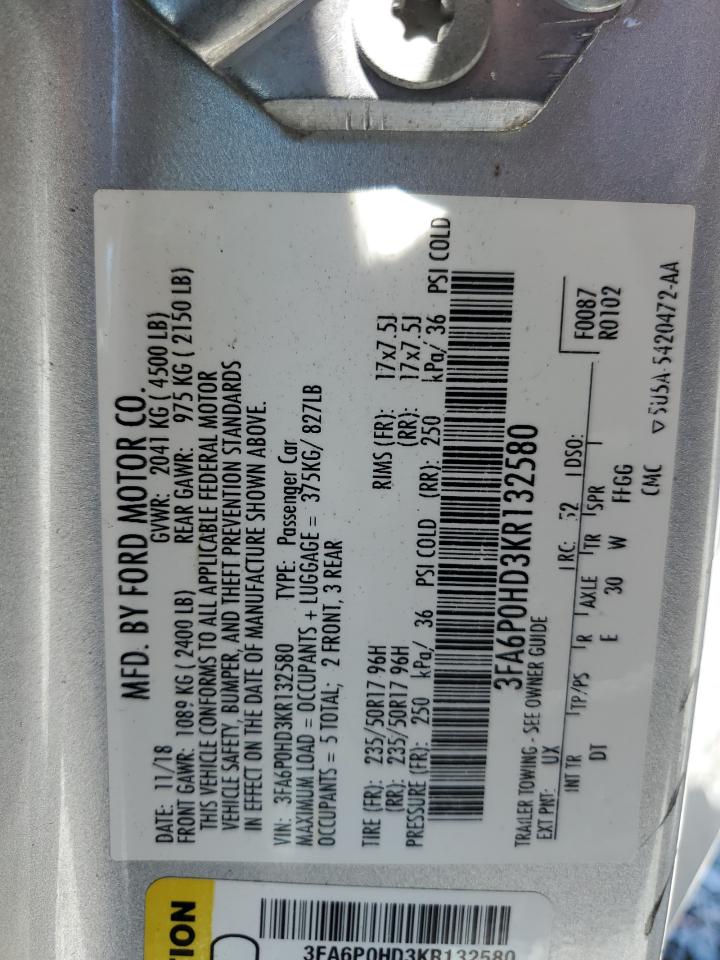 MFD. BY FORD MOTOR CO.
DATE: 11/18 GVWR: 2041 KG ( 4500 LB)
FRONT GAWR: 1089 KG ( 2400 LB) REAR GAWR: 975 KG ( 2150 LB)
THIS VEHICLE CONFORMS TO ALL APPLICABLE FEDERAL MOTOR
VEHICLE SAFETY, BUMPER, AND THEFT PREVENTION STANDARDS
IN EFFECT ON THE DATE OF MANUFACTURE SHOWN ABOVE.
VIN: 3FA6P0HD3KR132580 TYPE: Passenger Car
MAXIMUM LOAD = OCCUPANTS + LUGGAGE = 375KG/ 827LB
OCCUPANTS = 5 TOTAL; 2 FRONT, 3 REAR
TIRE (FR): 235/50R17 96H RIMS (FR): 17x7.5J
(RR): 235/50R17 96H (RR): 17x7.5J
PRESSURE (FR): 250 kPa/ 36 PSI COLD (RR): 250 kPa/ 36 PSI COLD
3FA6P0HD3KR132580
TRAILER TOWING - SEE OWNER GUIDE
EXT PNT: UX RC: 52 DSO: F0087
R0102
INT TR TP/PS R AXLE TR SPR
DT E 30 W FFGG
CMC 5U5A-5420472-AA
TION
3FA6P0HD3KR132580